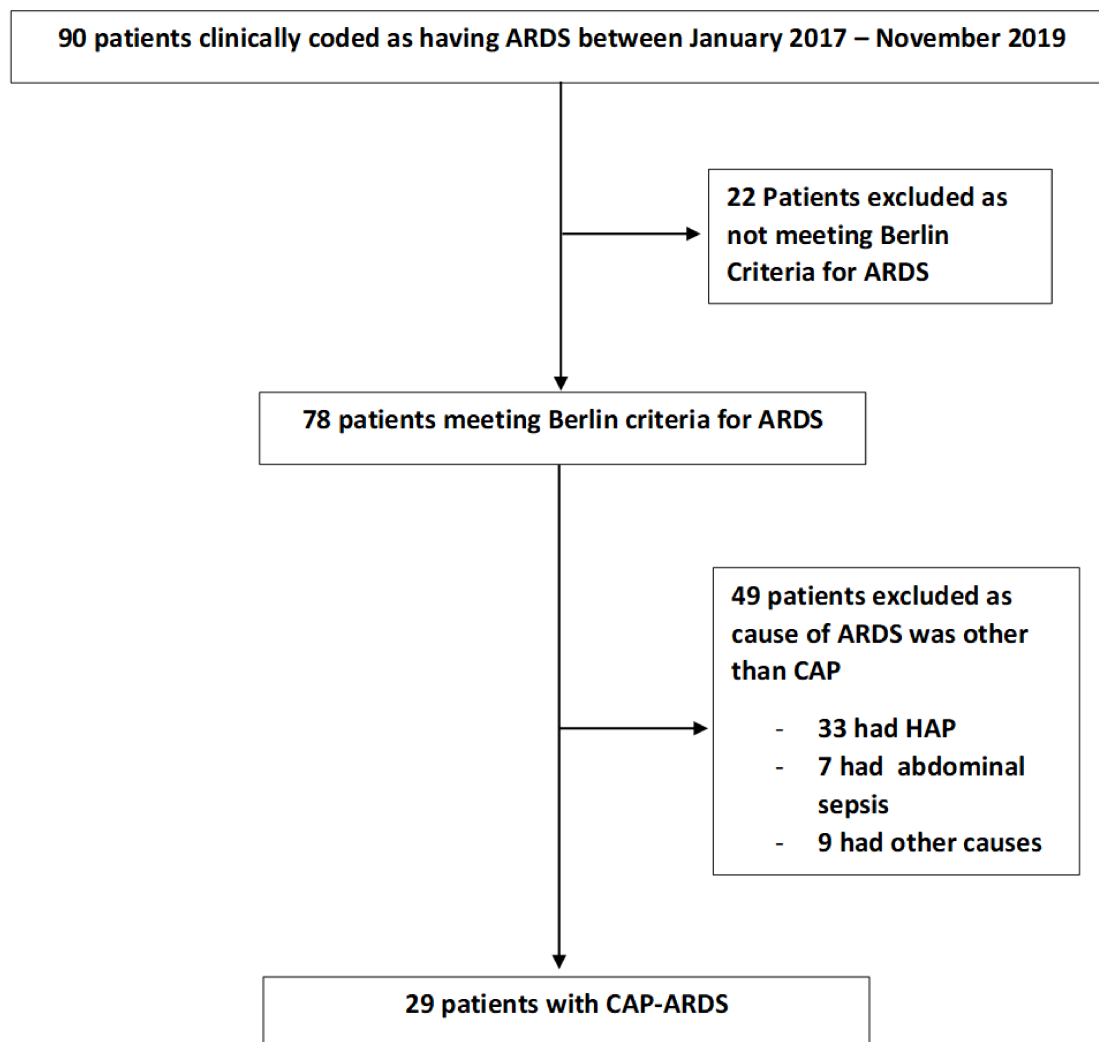 90 patients clinically coded as having ARDS between January 2017 – November 2019
22 Patients excluded as
not meeting Berlin
Criteria for ARDS
78 patients meeting Berlin criteria for ARDS
49 patients excluded as
cause of ARDS was other
than CAP
- 33 had HAP
- 7 had abdominal
sepsis
- 9 had other causes
29 patients with CAP-ARDS